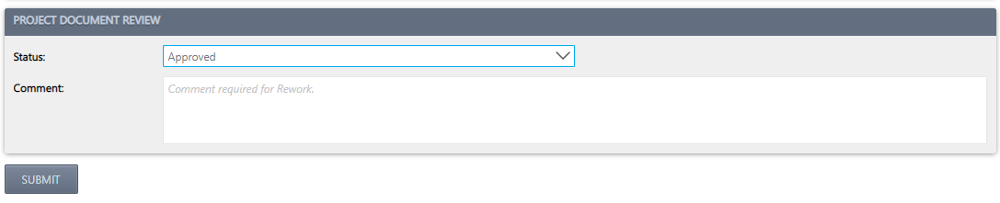 PROJECT DOCUMENT REVIEW
Status: Approved
Comment: Comment required for Rework.
SUBMIT